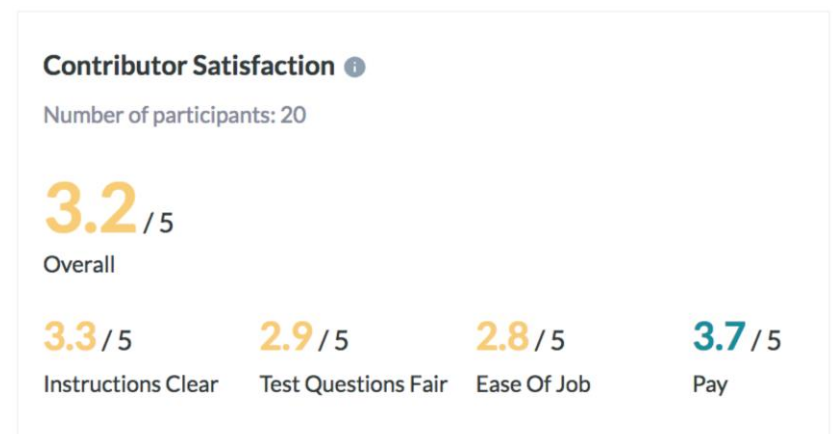 Contributor Satisfaction i
Number of participants: 20
3.2 / 5
Overall
3.3 / 5 2.9 / 5 2.8 / 5 3.7 / 5
Instructions Clear Test Questions Fair Ease Of Job Pay